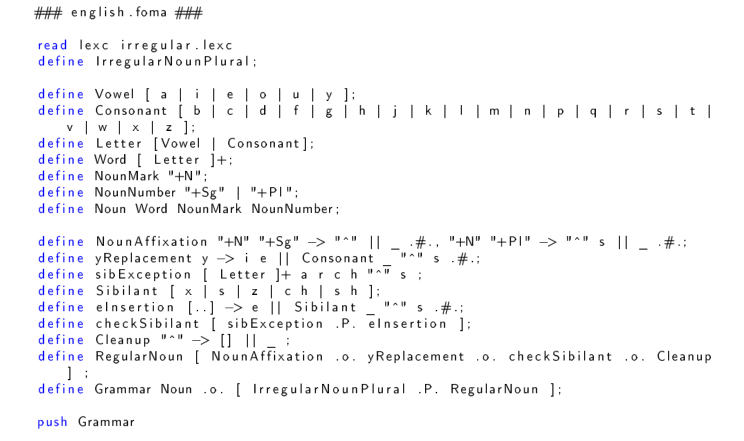 ### english.foma ###
read lexc irregular.lexc
define IrregularNounPlural;
define Vowel [ a | i | e | o | u | y ];
define Consonant [ b | c | d | f | g | h | j | k | l | m | n | p | q | r | s | t |
v | w | x | z ];
define Letter [Vowel | Consonant];
define Word [ Letter ]+;
define NounMark "+N";
define NounNumber "+Sg" | "+Pl";
define Noun Word NounMark NounNumber;
define NounAffixation "+N" "+Sg" -> "^" || _ .#., "+N" "+Pl" -> "^" s || _ .#.;
define yReplacement y -> i e || Consonant _ "^" s .#.;
define sibException [ Letter ]+ a r c h "^" s ;
define Sibilant [ x | s | z | c h | s h ];
define eInsertion [..] -> e || Sibilant _ "^" s .#.;
define checkSibilant [ sibException .P. eInsertion ];
define Cleanup "^" -> [] || _ ;
define RegularNoun [ NounAffixation .o. yReplacement .o. checkSibilant .o. Cleanup
] ;
define Grammar Noun .o. [ IrregularNounPlural .P. RegularNoun ];
push Grammar